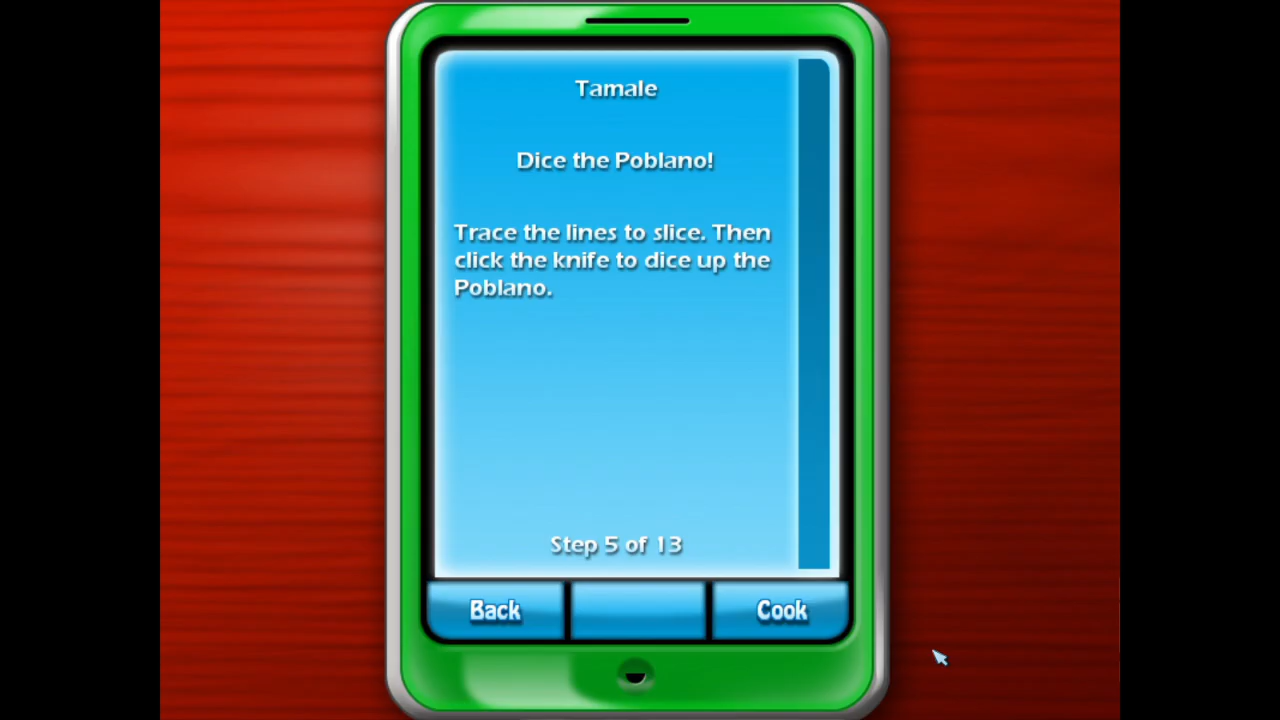 Tamale
Dice the Poblano!
Trace the lines to slice. Then
click the knife to dice up the
Poblano.
Step 5 of 13
Back
Cook